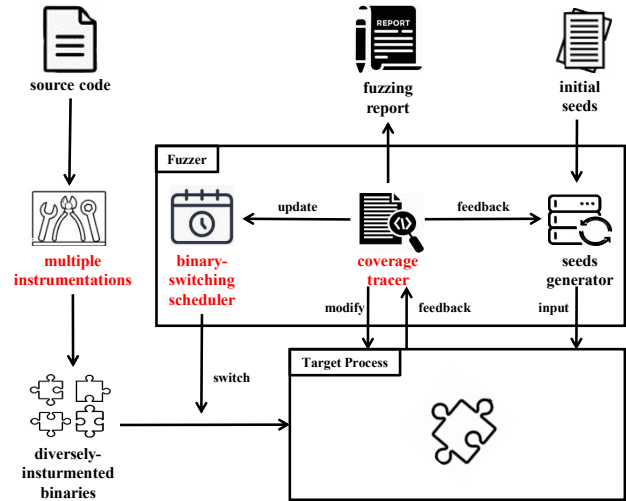 REPORT
source code
fuzzing
report
initial
seeds
Fuzzer
update
feedback
multiple
instrumentations
binary-
switching
scheduler
coverage
tracer
seeds
generator
modify
feedback
input
Target Process
switch
diversely-
insturmented
binaries